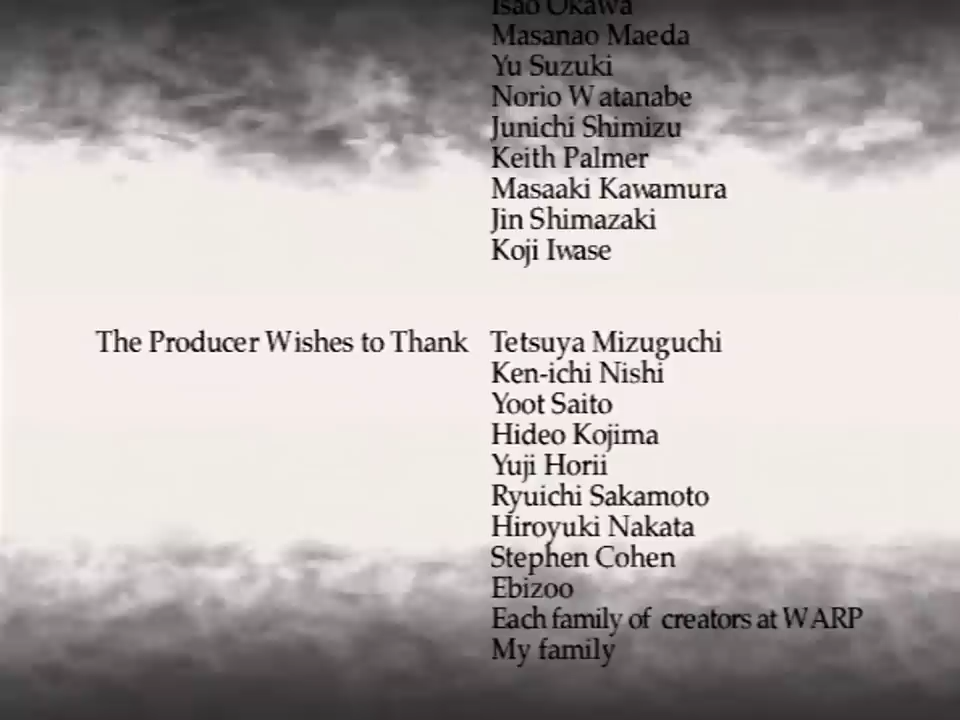 Isao Okawa
Masanao Maeda
Yu Suzuki
Norio Watanabe
Junichi Shimizu
Keith Palmer
Masaaki Kawamura
Jin Shimazaki
Koji Iwase
The Producer Wishes to Thank Tetsuya Mizuguchi
Ken-ichi Nishi
Yoot Saito
Hideo Kojima
Yuji Horii
Ryuichi Sakamoto
Hiroyuki Nakata
Stephen Cohen
Ebizoo
Each family of creators at WARP
My family